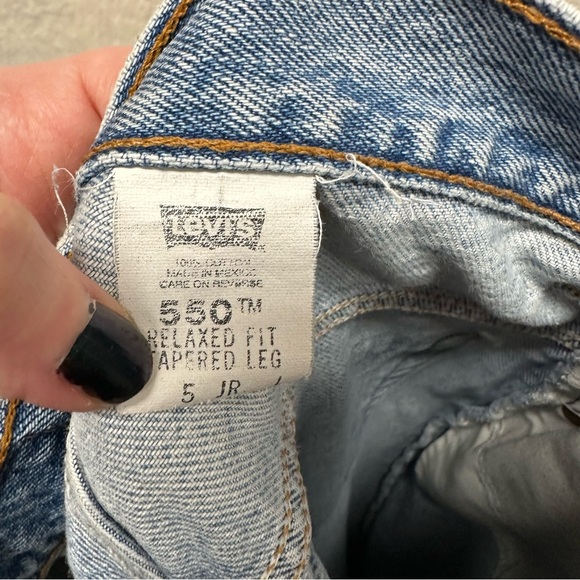 Levi's
100% COTTON
MADE IN MEXICO
CARE ON REVERSE
550™
RELAXED FIT
TAPERED LEG
5 JR